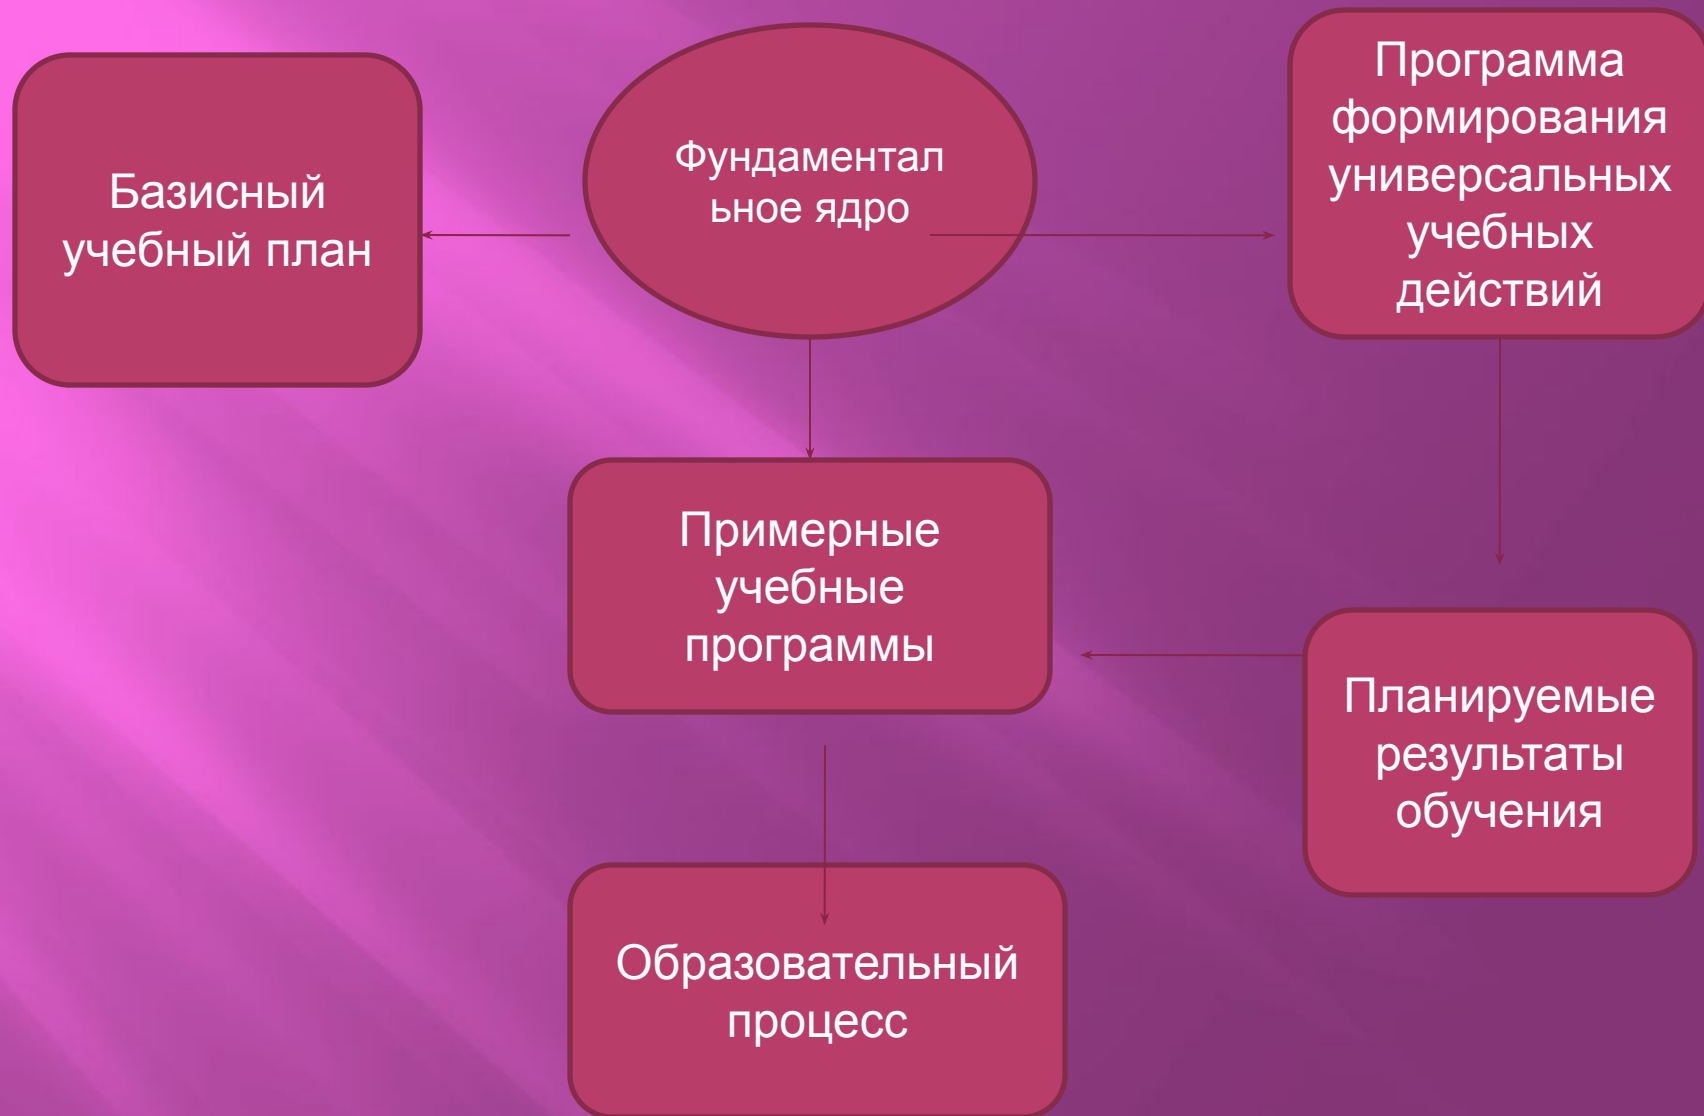 Базисный
учебный план
Фундаментал
ьное ядро
Программа
формирования
универсальных
учебных
действий
Примерные
учебные
программы
Планируемые
результаты
обучения
Образовательный
процесс